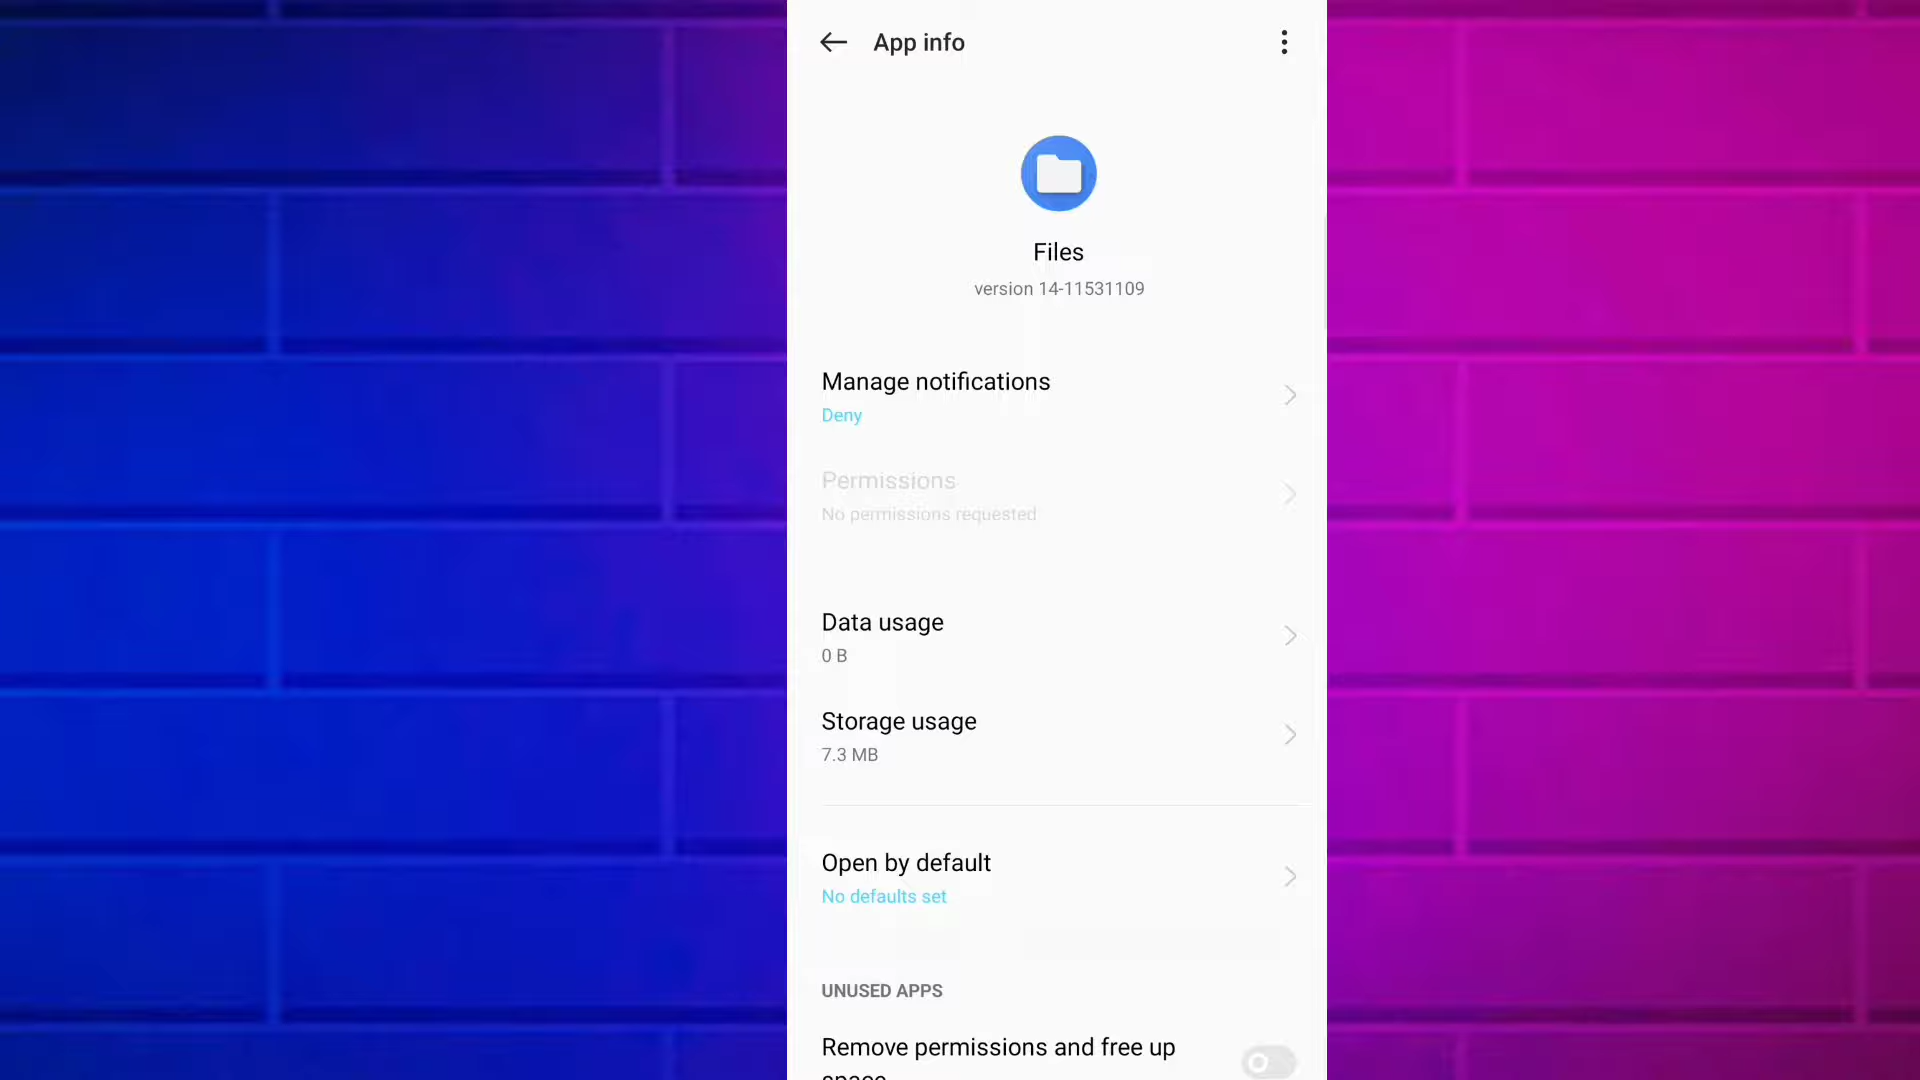 App info
Files
version 14-11531109
Manage notifications
Deny
Permissions
No permissions requested
Data usage
0 B
Storage usage
7.3 MB
Open by default
No defaults set
UNUSED APPS
Remove permissions and free up
space